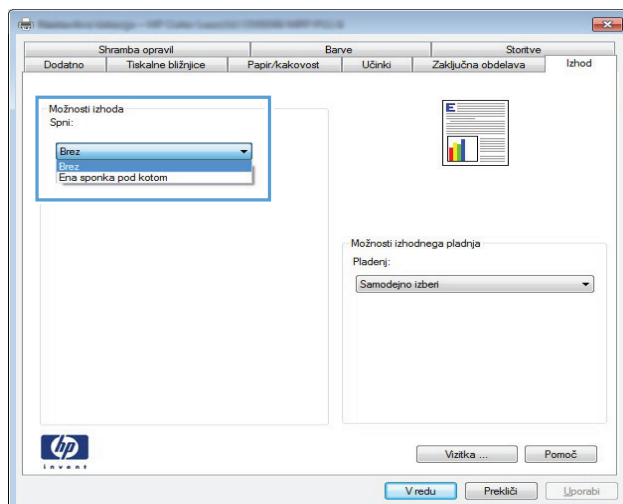 Shramba opravil Barve Storitve
Dodatno Tiskalne bližnjice Papir/kakovost Učinki Zaključna obdelava Izhod
Možnosti izhoda
Spni:
Brez
Brez
Ena sponka pod kotom
E
Možnosti izhodnega pladnja
Pladenj:
Samodejno izberi
hp
invent
Vizitka ... Pomoč
V redu Prekliči Uporabi